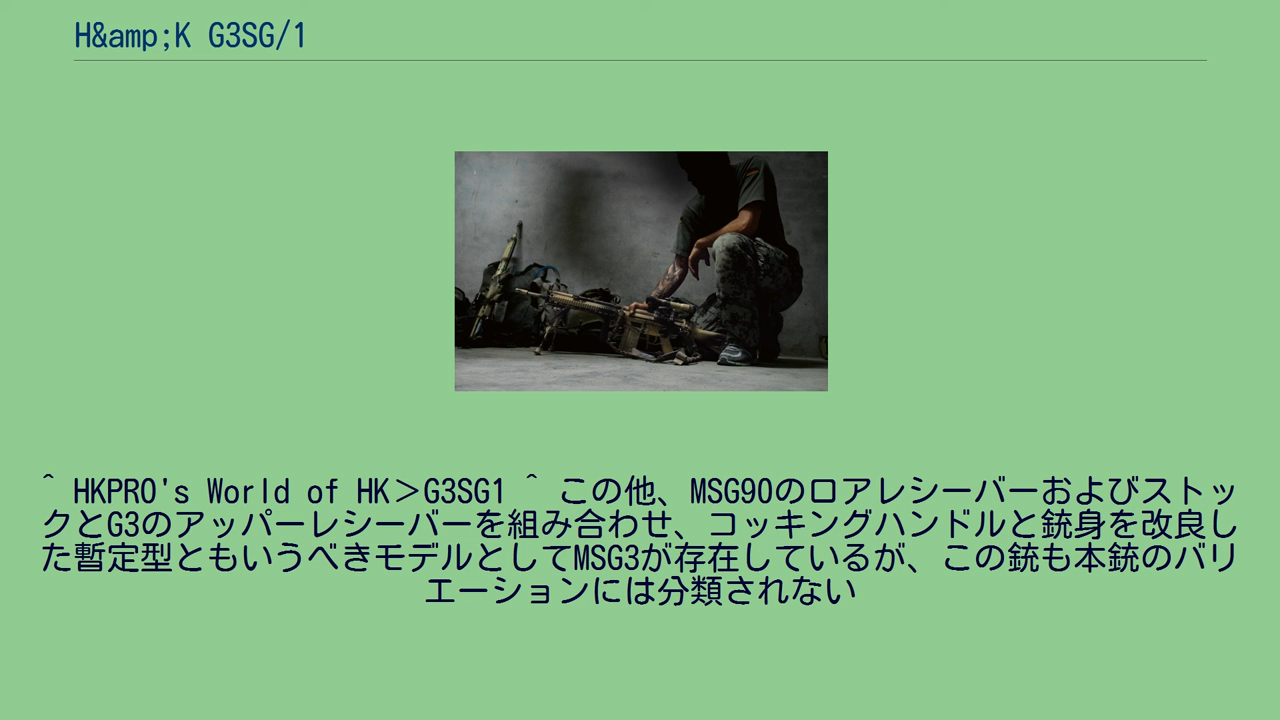 H&amp;K G3SG/1
^ HKPRO's World of HK＞G3SG1 ^ この他、MSG90のロアレシーバーおよびストッ
クとG3のアッパーレシーバーを組み合わせ、コッキングハンドルと銃身を改良し
た暫定型ともいうべきモデルとしてMSG3が存在しているが、この銃も本銃のバリ
エーションには分類されない